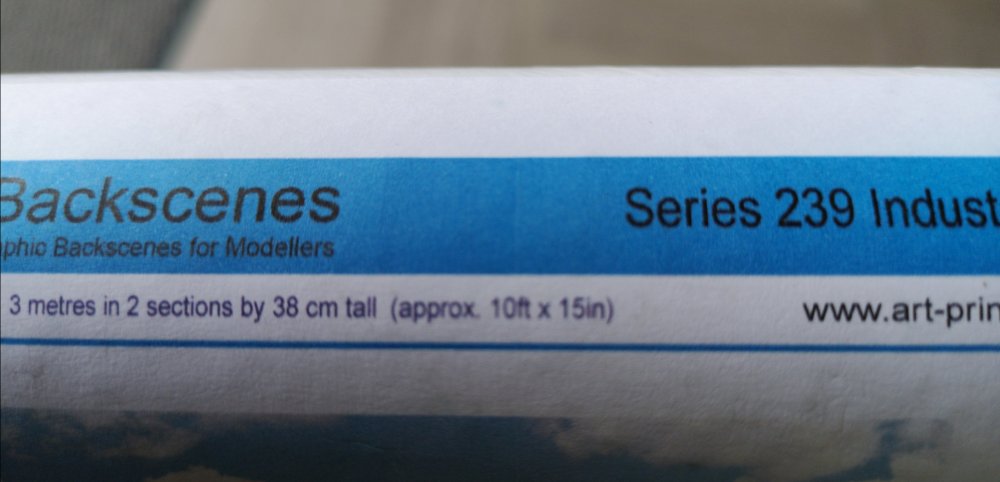 Backscenes
Series 239 Indust
aphic Backscenes for Modellers
3 metres in 2 sections by 38 cm tall (approx. 10ft x 15in)
www.art-prin